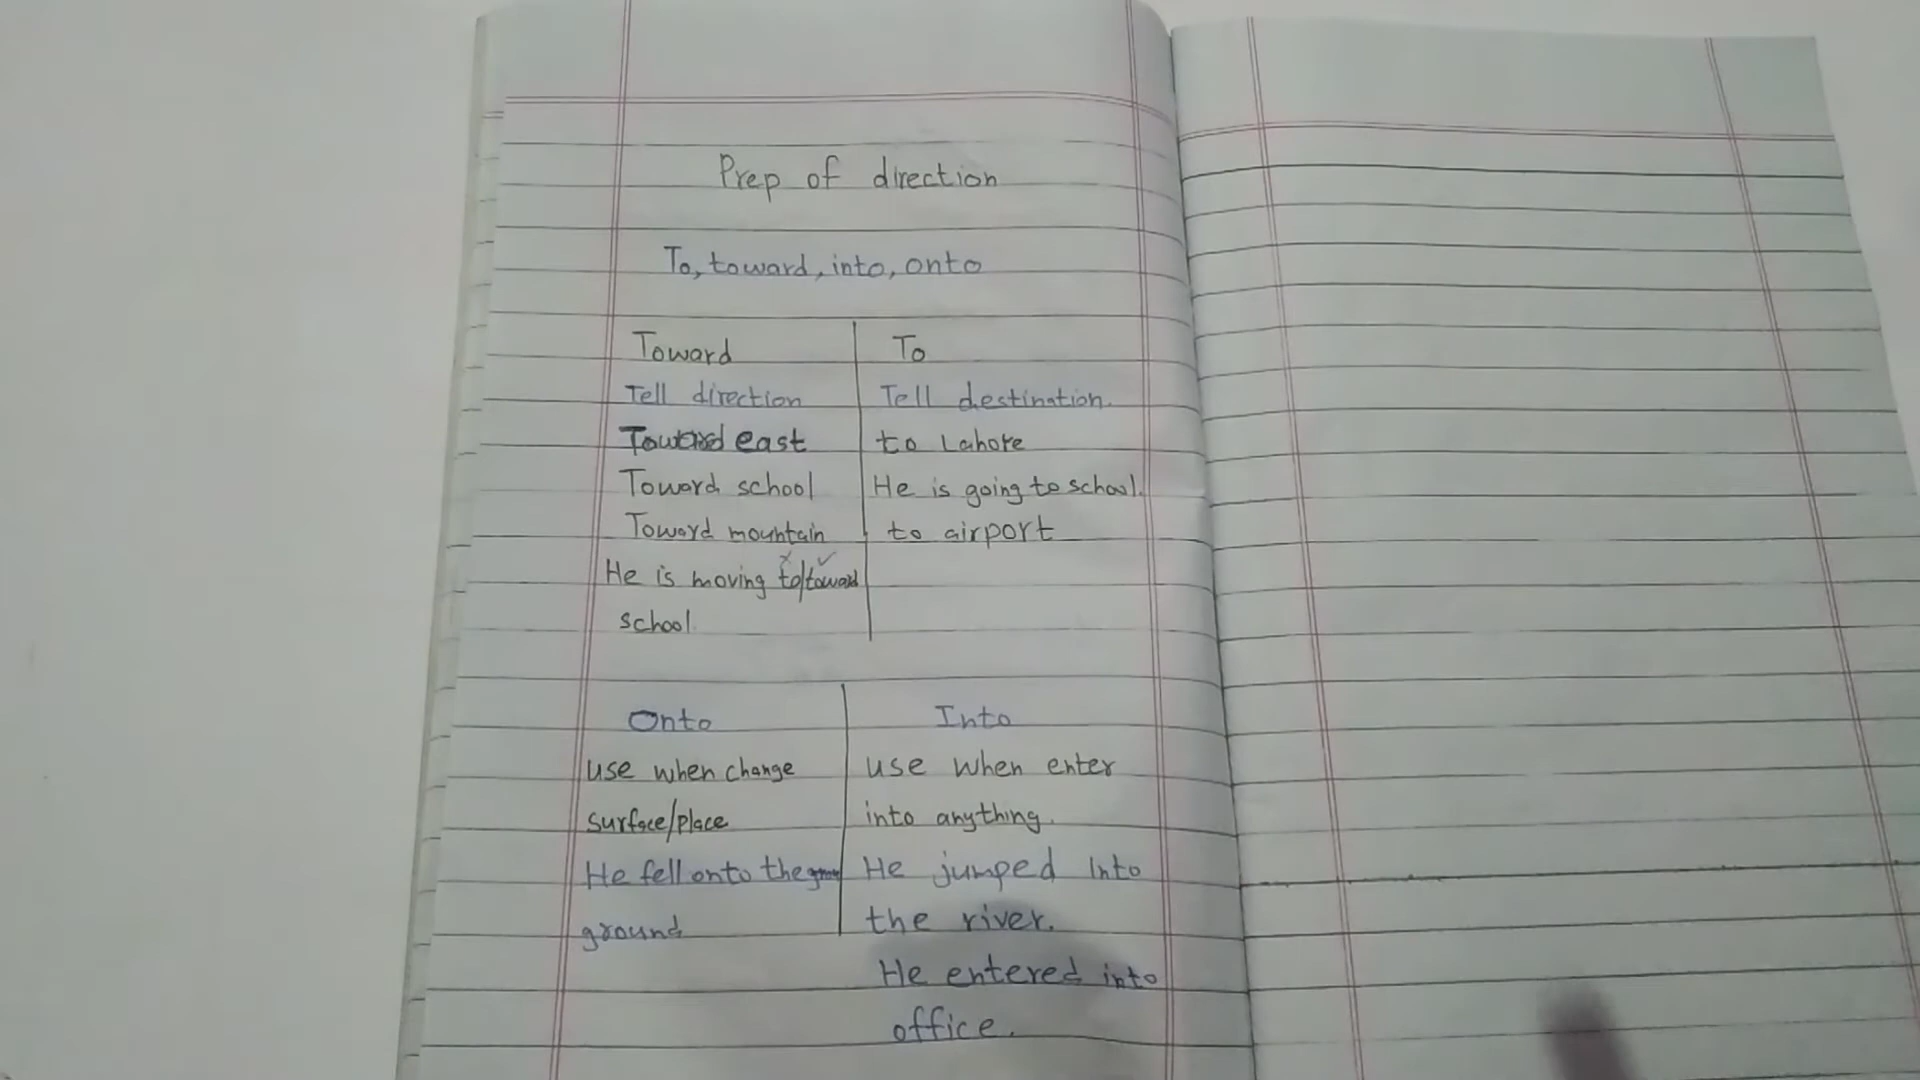 Prep of direction
To, toward, into, onto
Toward
Tell direction
Toward east
Toward school
Toward mountain
He is moving to/toward
school.
To
Tell destination.
to Lahore
He is going to school.
to airport
Onto
use when change
surface/place
He fell onto the
ground
Into
use when enter
into anything.
He jumped Into
the river.
He entered into
office.